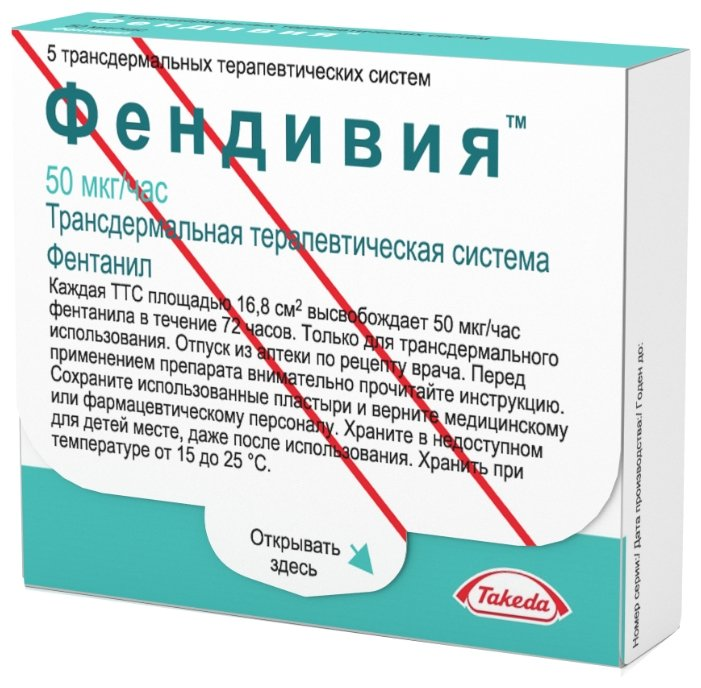 Фендивия
5 трансдермальных терапевтических систем
Фендивия™
50 мкг/час
Трансдермальная терапевтическая система
Фентанил
Каждая ТТС площадью 16,8 см² высвобождает 50 мкг/час
фентанила в течение 72 часов. Только для трансдермального
использования. Отпуск из аптеки по рецепту врача. Перед
применением препарата внимательно прочитайте инструкцию.
Сохраните использованные пластыри и верните медицинскому
или фармацевтическому персоналу. Храните в недоступном
для детей месте, даже после использования. Хранить при
температуре от 15 до 25 °C.
Открывать
здесь
Takeda
Номер серии:/ Дата производства:/ Годен до: